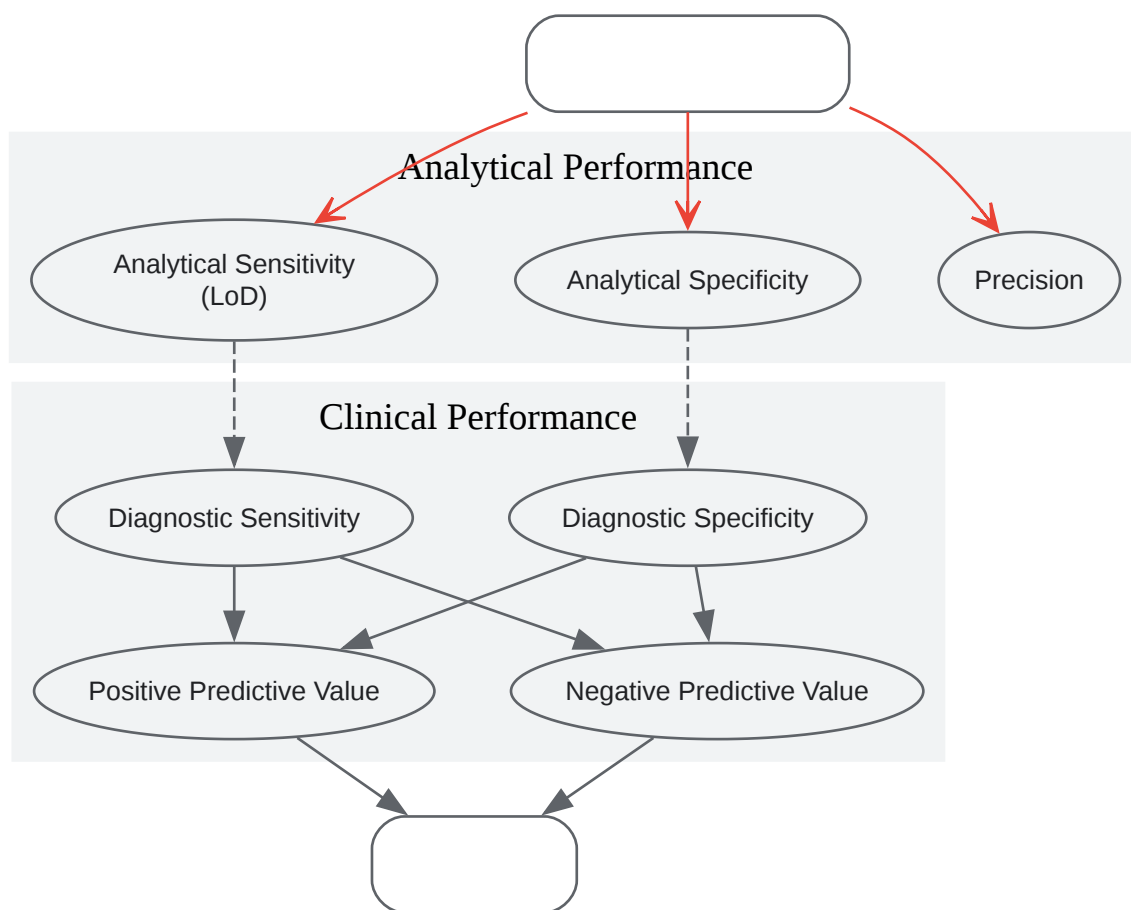 Analytical Performance
Analytical Sensitivity
(LoD)
Analytical Specificity
Precision
Clinical Performance
Diagnostic Sensitivity
Diagnostic Specificity
Positive Predictive Value
Negative Predictive Value